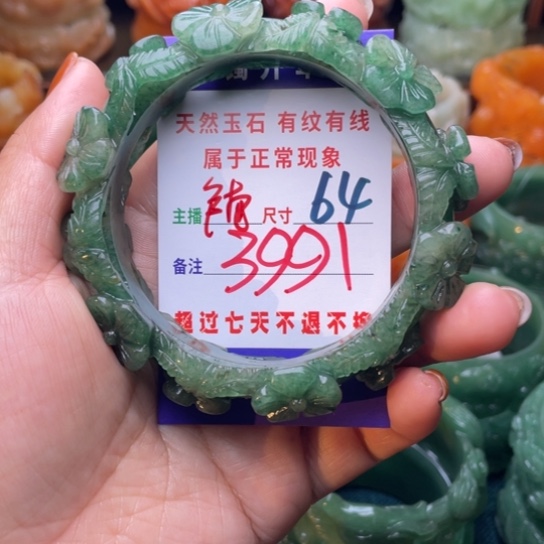 天然玉石 有纹有线
属于正常现象
主播 尺寸 64
备注 3991
超过七天不退不换